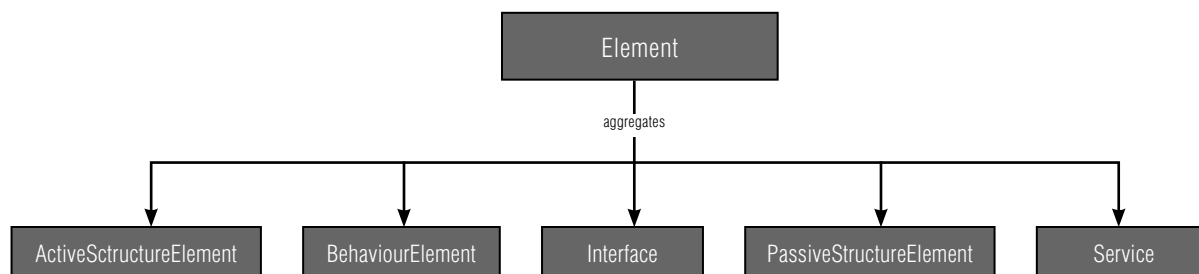 Element
aggregates
ActiveSctructureElement
BehaviourElement
Interface
PassiveStructureElement
Service